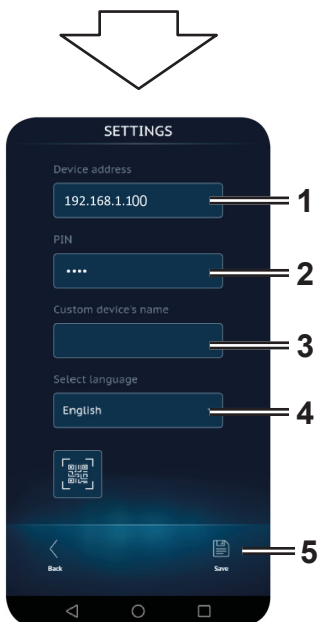 SETTINGS
Device address
192.168.1.100
1
PIN
••••
2
Custom device's name
3
Select language
English
4
5
Back
Save